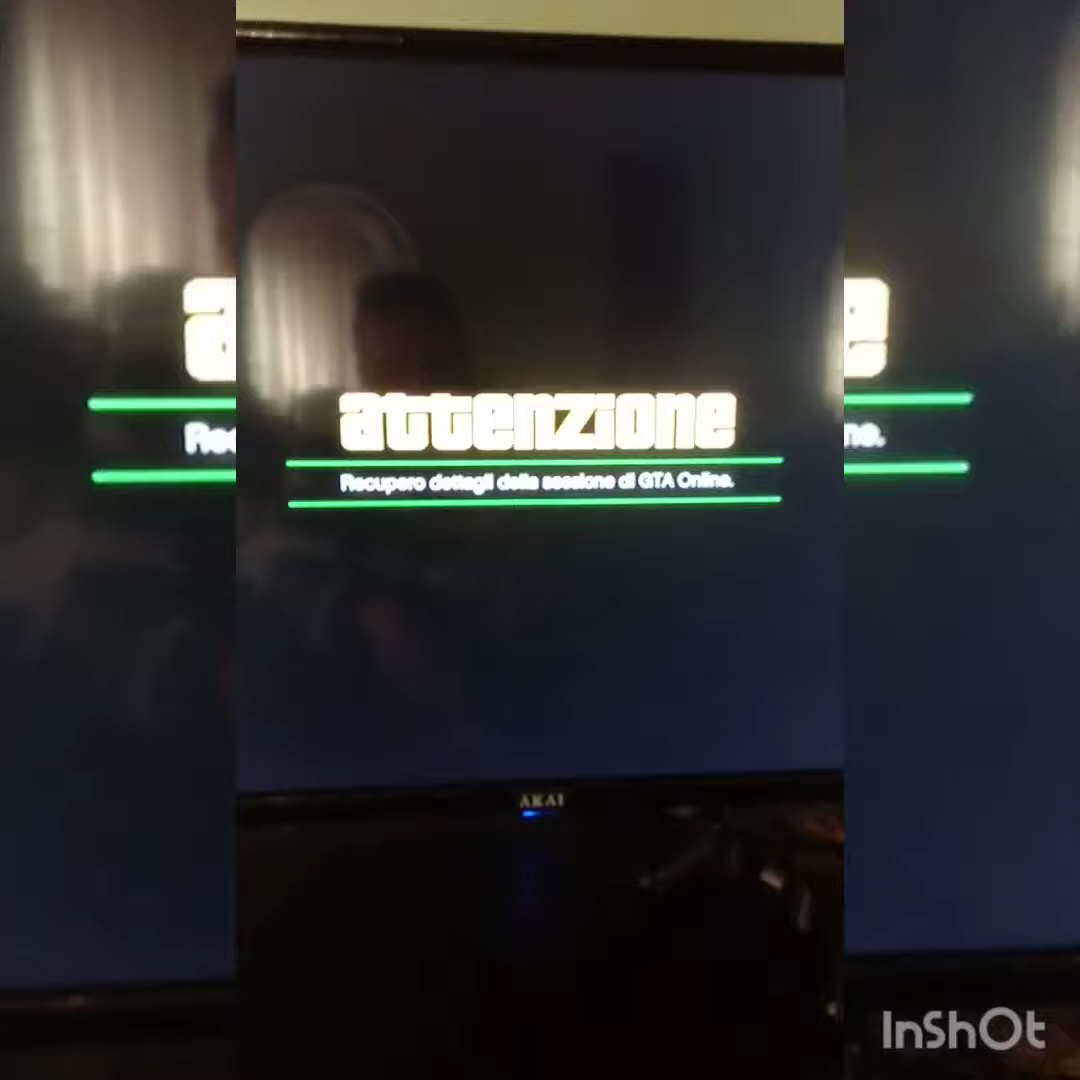 attenzione
Recupero dettagli della sessione di GTA Online.
AKAI
InShOt